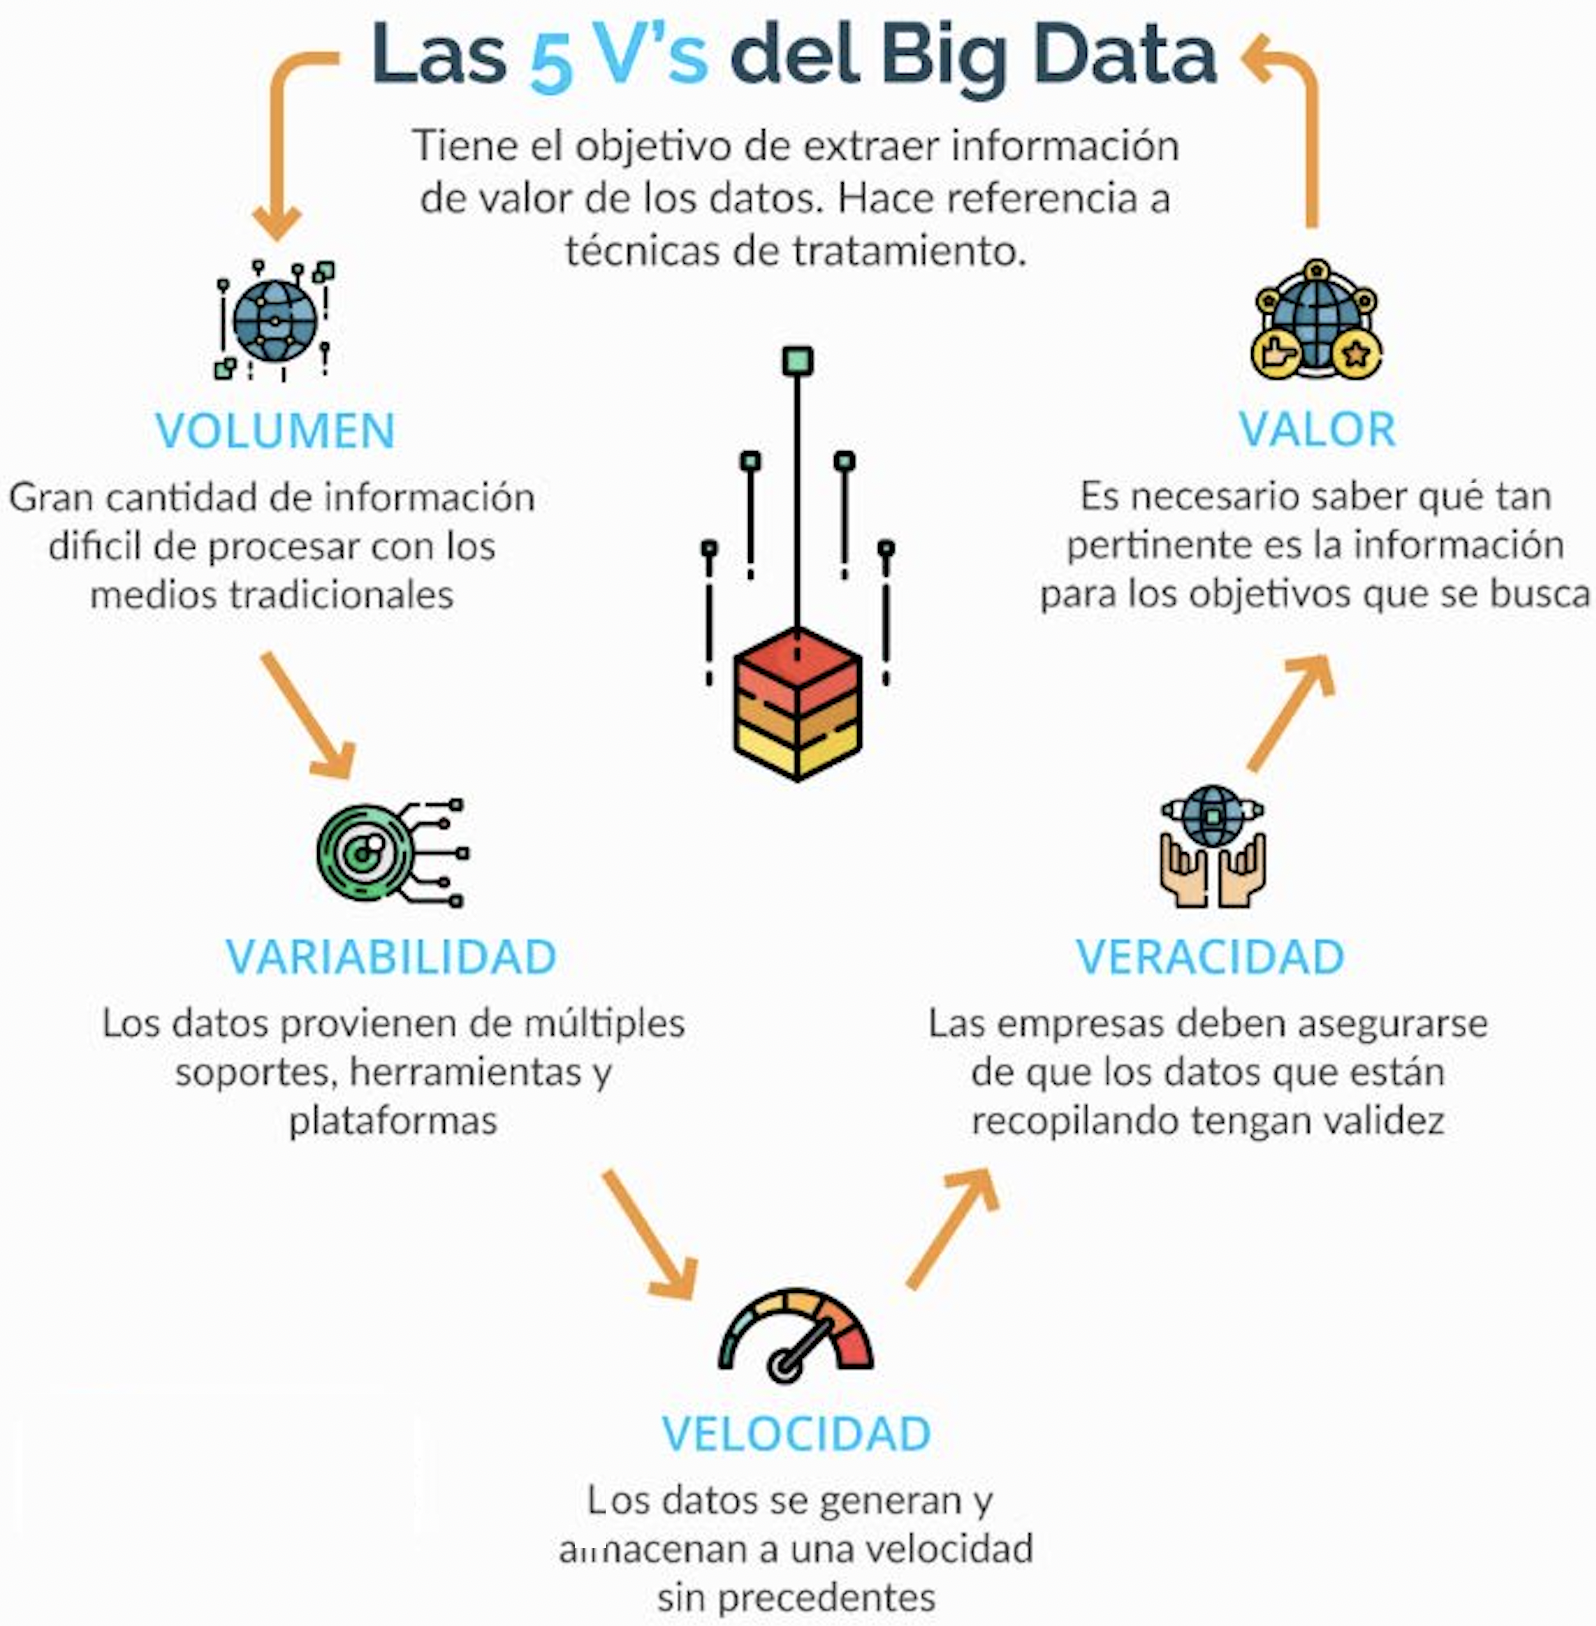 Las 5 V's del Big Data
Tiene el objetivo de extraer información
de valor de los datos. Hace referencia a
técnicas de tratamiento.
VOLUMEN
Gran cantidad de información
dificil de procesar con los
medios tradicionales
VARIABILIDAD
Los datos provienen de múltiples
soportes, herramientas y
plataformas
VELOCIDAD
Los datos se generan y
almacenan a una velocidad
sin precedentes
VERACIDAD
Las empresas deben asegurarse
de que los datos que están
recopilando tengan validez
VALOR
Es necesario saber qué tan
pertinente es la información
para los objetivos que se busca